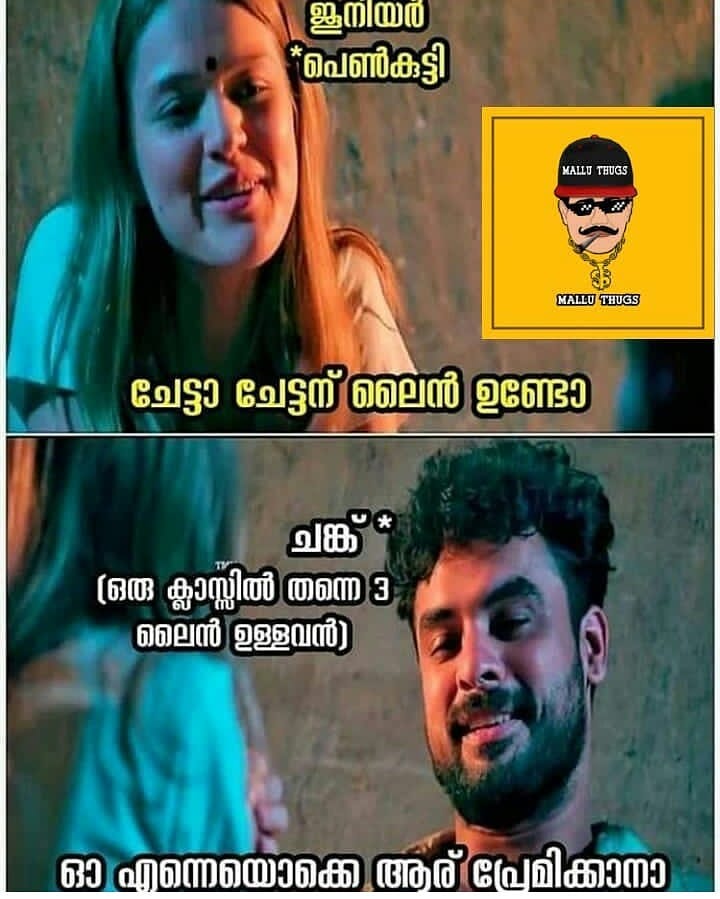 ജൂനിയർ
*പെൺകുട്ടി
MALLU THUGS
MALLU THUGS
ചേട്ടാ ചേട്ടന് ലൈൻ ഉണ്ടോ
ചങ്ക് *
(ഒരു ക്ലാസ്സിൽ തന്നെ 3
ലൈൻ ഉള്ളവൻ)
ഓ എന്നെയൊക്കെ ആര് പ്രേമിക്കാനാ